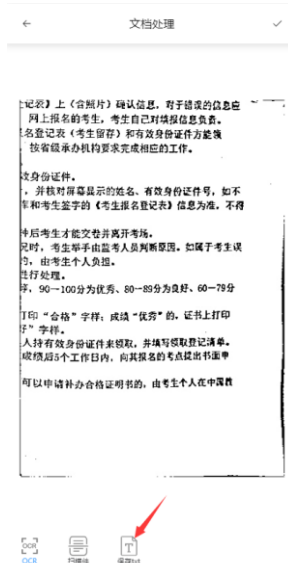 文档处理
记表》上（含照片）确认信息，对于错误的信息应
网上报名的考生，考生自己对填报信息负责。
名登记表（考生留存）和有效身份证件方能领
按省级承办机构要求完成相应的工作。
效身份证件。
，并核对屏幕显示的姓名、有效身份证件号，如不
和考生签字的《考生报名登记表》信息为准。不得
后考生才能交卷并离开考场。
时，考生举手由监考人员判断原因。如属于考生误
，由考生个人负担。
进行处理。
，90—100分为优秀、80—89分为良好、60—79分
打印“合格”字样；成绩“优秀”的，证书上打印
”字样。
人持有效身份证件来领取，并填写领取登记清单。
成绩后5个工作日内，向其报名的考点提出书面申
可以申请补办合格证明书的，由考生个人在中国教
OCR
OCR
扫描件
保存txt